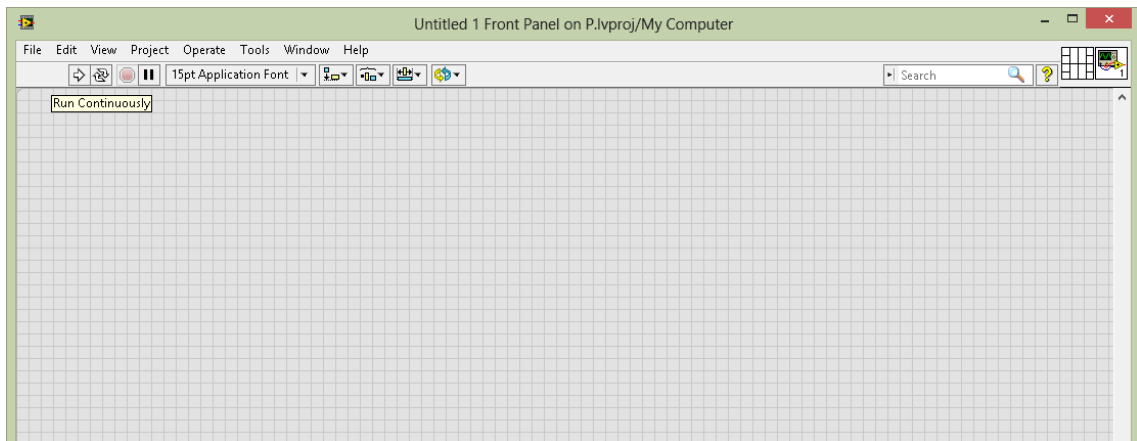 Untitled 1 Front Panel on P.lvproj/My Computer
File Edit View Project Operate Tools Window Help
15pt Application Font
Search
?
1
Run Continuously